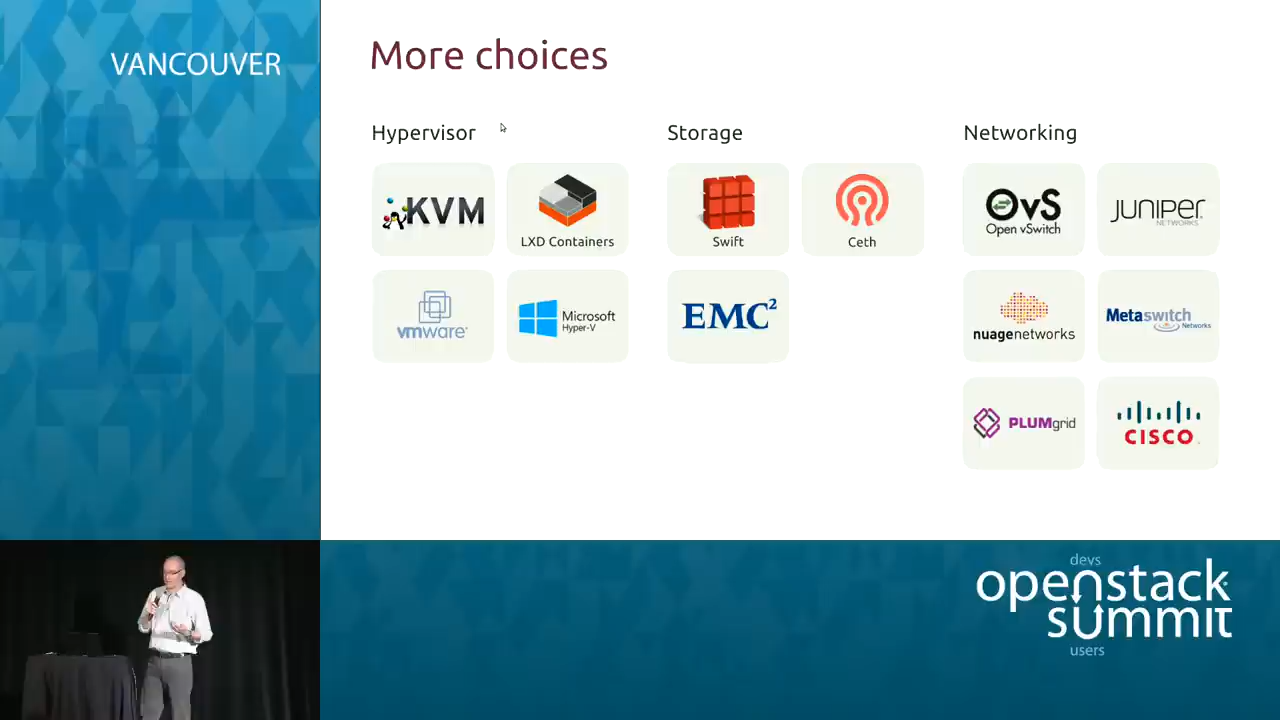 VANCOUVER
More choices
Hypervisor
Storage
Networking
KVM
LXD Containers
Swift
Ceth
OvS
Open vSwitch
JUNIPER
NETWORKS
vmware
Microsoft
Hyper-V
EMC²
nuagenetworks
Metaswitch
Networks
PLUMgrid
CISCO
devs
openstack
summit
users